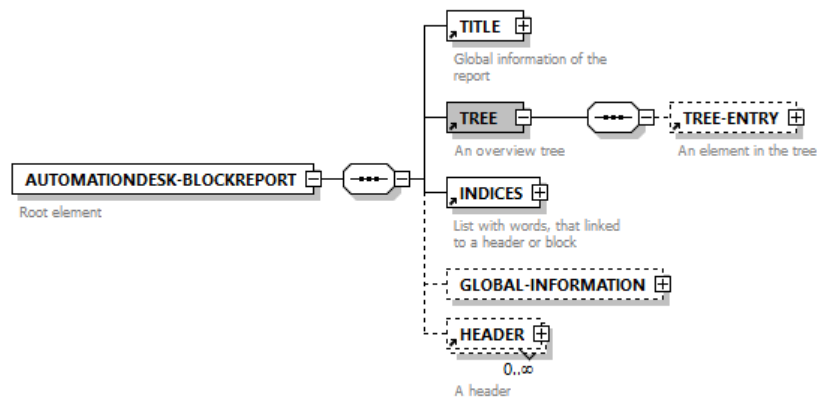 TITLE
Global information of the
report
TREE
TREE-ENTRY
An overview tree
An element in the tree
AUTOMATIONDESK-BLOCKREPORT
Root element
INDICES
List with words, that linked
to a header or block
GLOBAL-INFORMATION
HEADER
0..∞
A header